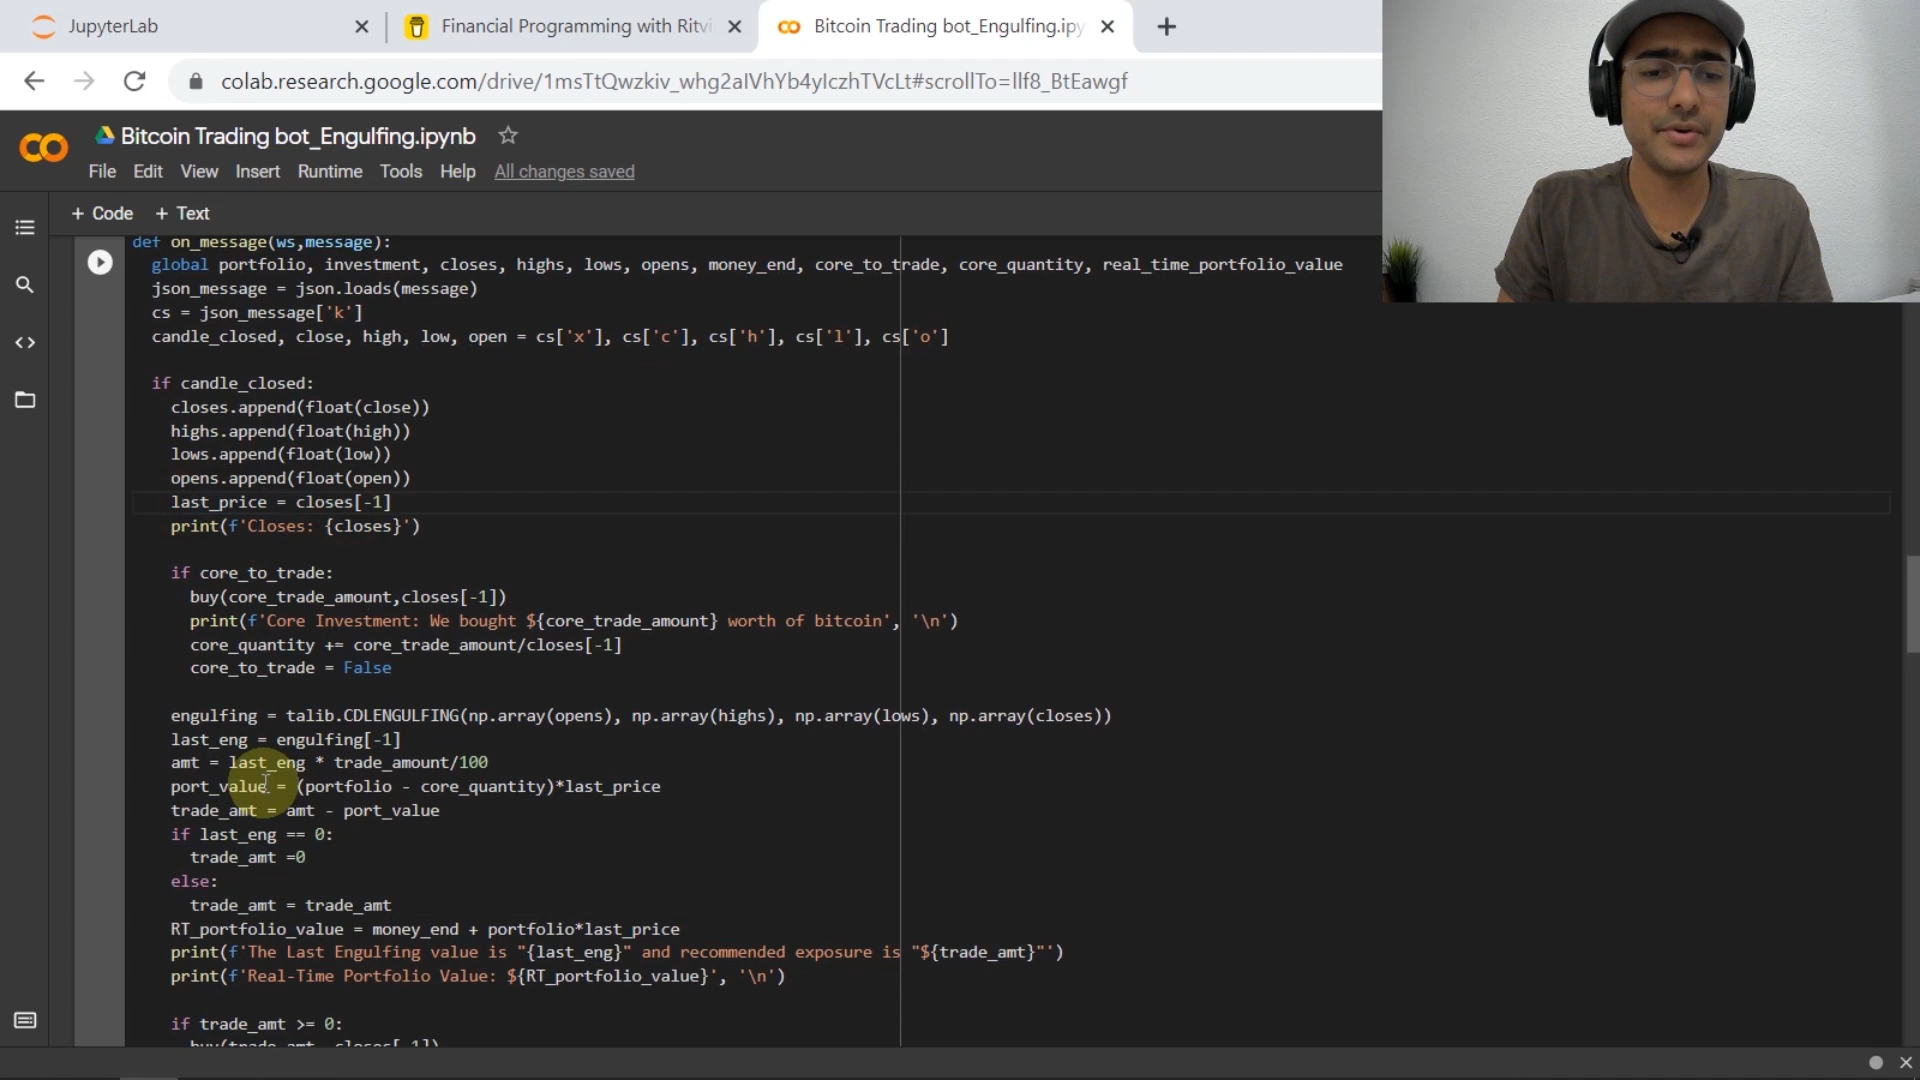 JupyterLab
Financial Programming with Ritvi
Bitcoin Trading bot_Engulfing.ipy
colab.research.google.com/drive/1msTtQwzkiv_whg2aIVhYb4yIczhTVcLt#scrollTo=llf8_BtEawgf
Bitcoin Trading bot_Engulfing.ipynb
File Edit View Insert Runtime Tools Help All changes saved
+ Code + Text
def on_message(ws,message):
global portfolio, investment, closes, highs, lows, opens, money_end, core_to_trade, core_quantity, real_time_portfolio_value
json_message = json.loads(message)
cs = json_message['k']
candle_closed, close, high, low, open = cs['x'], cs['c'], cs['h'], cs['l'], cs['o']
if candle_closed:
closes.append(float(close))
highs.append(float(high))
lows.append(float(low))
opens.append(float(open))
last_price = closes[-1]
print(f'Closes: {closes}')
if core_to_trade:
buy(core_trade_amount,closes[-1])
print(f'Core Investment: We bought ${core_trade_amount} worth of bitcoin', '\n')
core_quantity += core_trade_amount/closes[-1]
core_to_trade = False
engulfing = talib.CDLENGULFING(np.array(opens), np.array(highs), np.array(lows), np.array(closes))
last_eng = engulfing[-1]
amt = last_eng * trade_amount/100
port_value = (portfolio - core_quantity)*last_price
trade_amt = amt - port_value
if last_eng == 0:
trade_amt =0
else:
trade_amt = trade_amt
RT_portfolio_value = money_end + portfolio*last_price
print(f'The Last Engulfing value is "{last_eng}" and recommended exposure is "${trade_amt}"')
print(f'Real-Time Portfolio Value: ${RT_portfolio_value}', '\n')
if trade_amt >= 0:
buy(trade_amt, closes[-1])